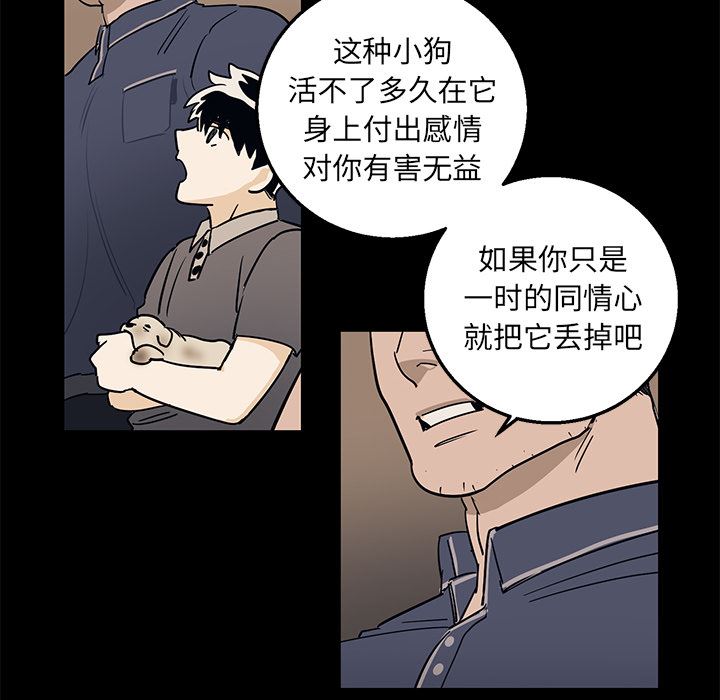 这种小狗
活不了多久在它
身上付出感情
对你有害无益
如果你只是
一时的同情心
就把它丢掉吧